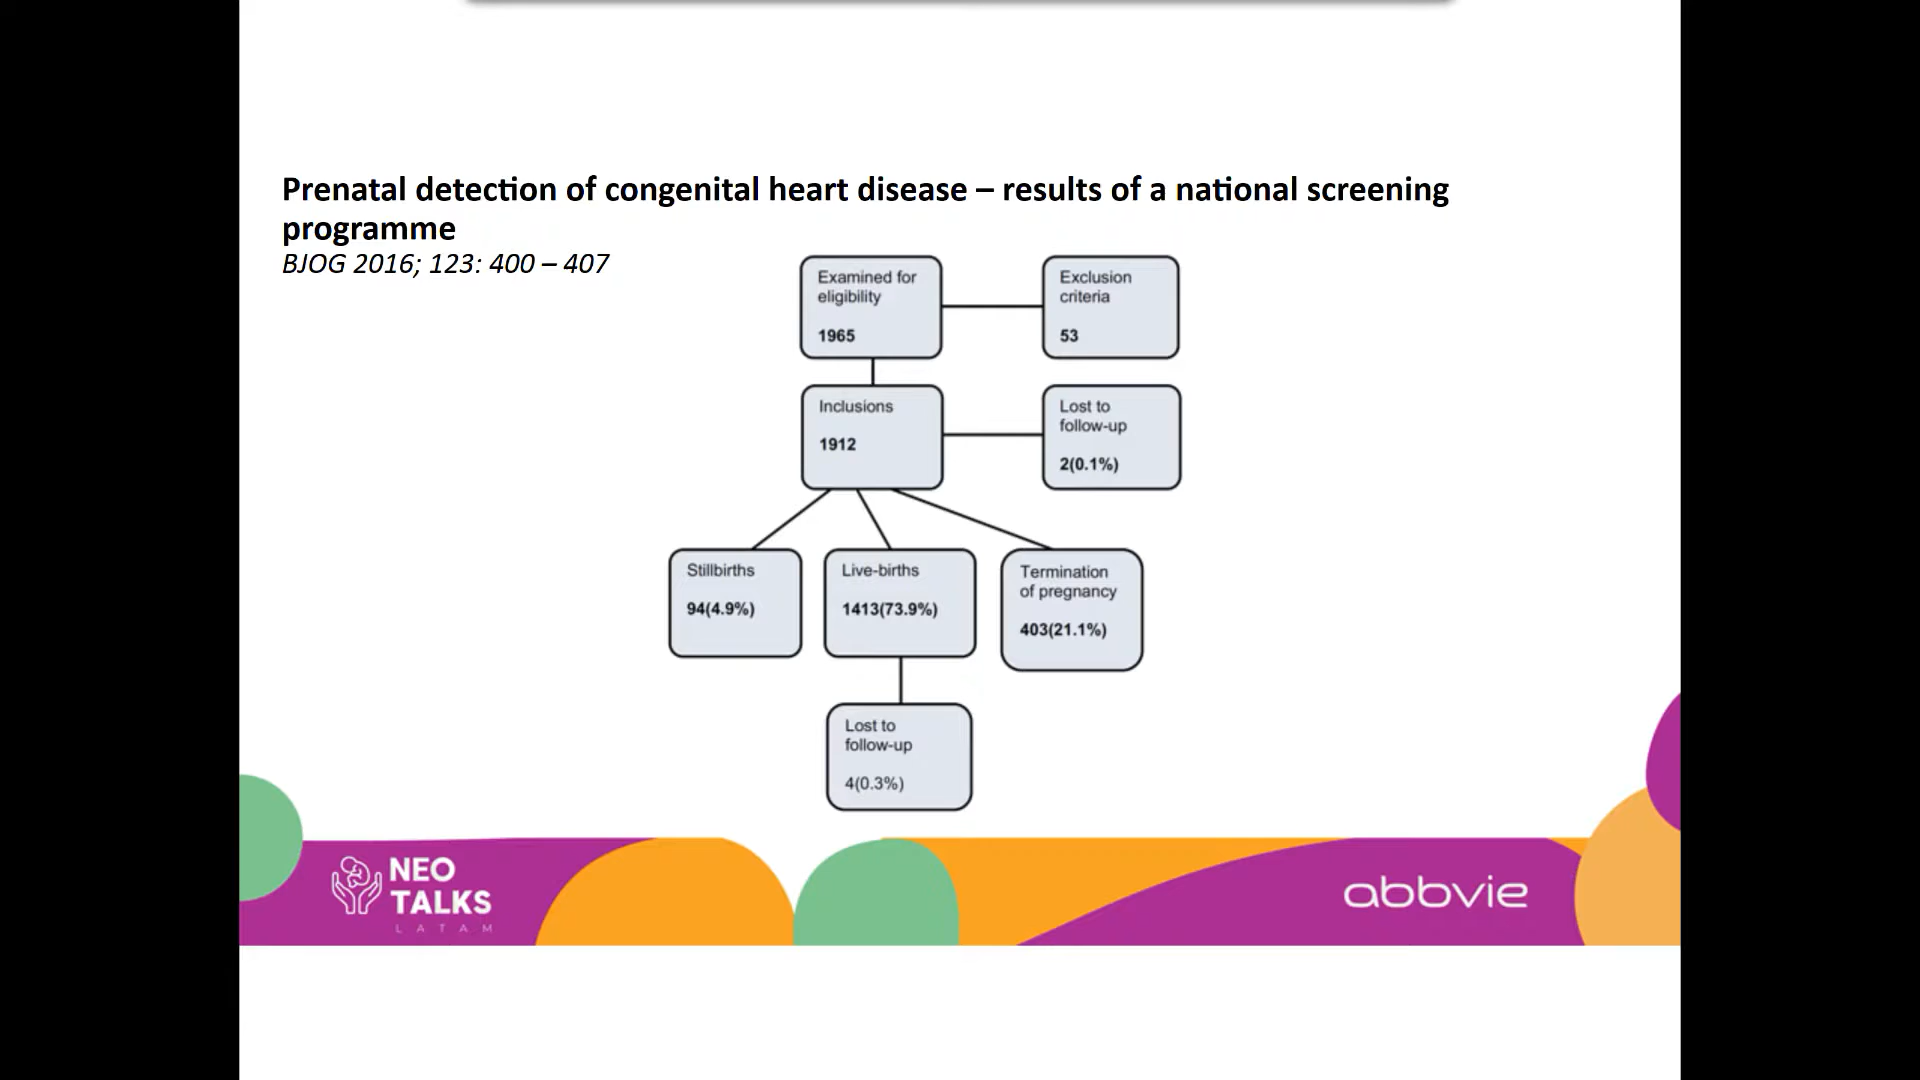 Prenatal detection of congenital heart disease – results of a national screening
programme
BJOG 2016; 123: 400 – 407
Examined for
eligibility
1965
Exclusion
criteria
53
Inclusions
1912
Lost to
follow-up
2(0.1%)
Stillbirths
94(4.9%)
Live-births
1413(73.9%)
Termination
of pregnancy
403(21.1%)
Lost to
follow-up
4(0.3%)
NEO
TALKS
LATAM
abbvie